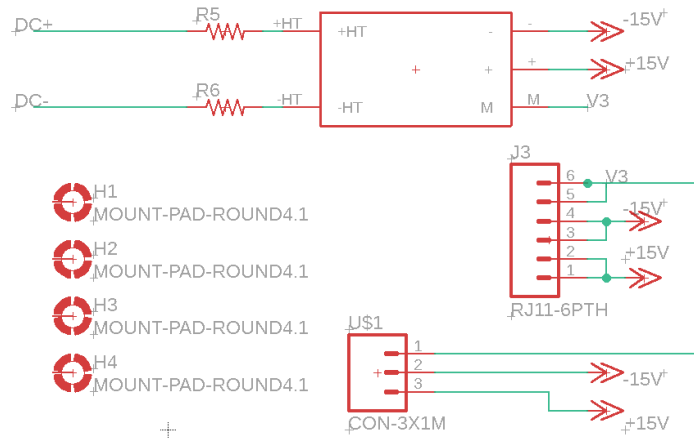 DC+
R5
+HT
+HT
-
-
-15V
+
+
+15V
DC-
R6
-HT
-HT
M
M
V3
J3
6
V3
5
4
-15V
3
2
+15V
1
RJ11-6PTH
H1
MOUNT-PAD-ROUND4.1
H2
MOUNT-PAD-ROUND4.1
H3
MOUNT-PAD-ROUND4.1
H4
MOUNT-PAD-ROUND4.1
U$1
1
2
-15V
3
+15V
CON-3X1M